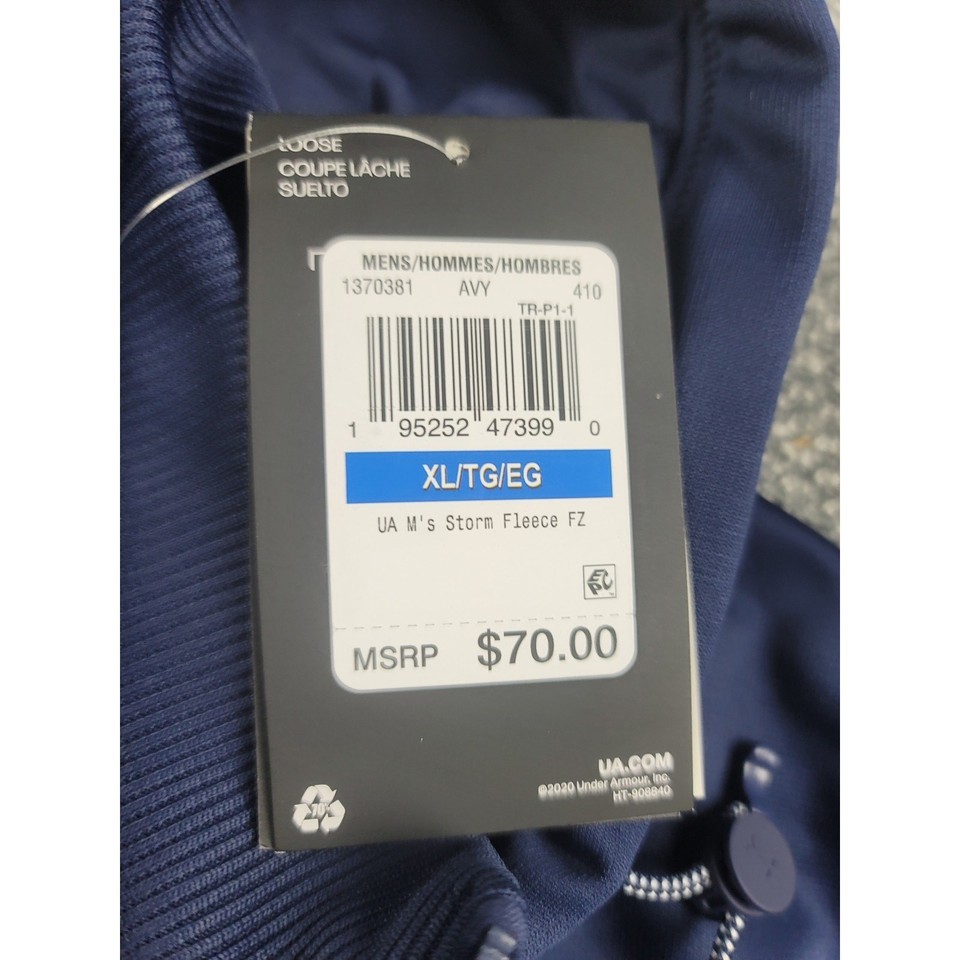 LOOSE
COUPE LÂCHE
SUELTO
MENS/HOMMES/HOMBRES
1370381 AVY 410
TR-P1-1
1 95252 47399 0
XL/TG/EG
UA M's Storm Fleece FZ
EPC
MSRP $70.00
UA.COM
©2020 Under Armour, Inc.
HT-908840